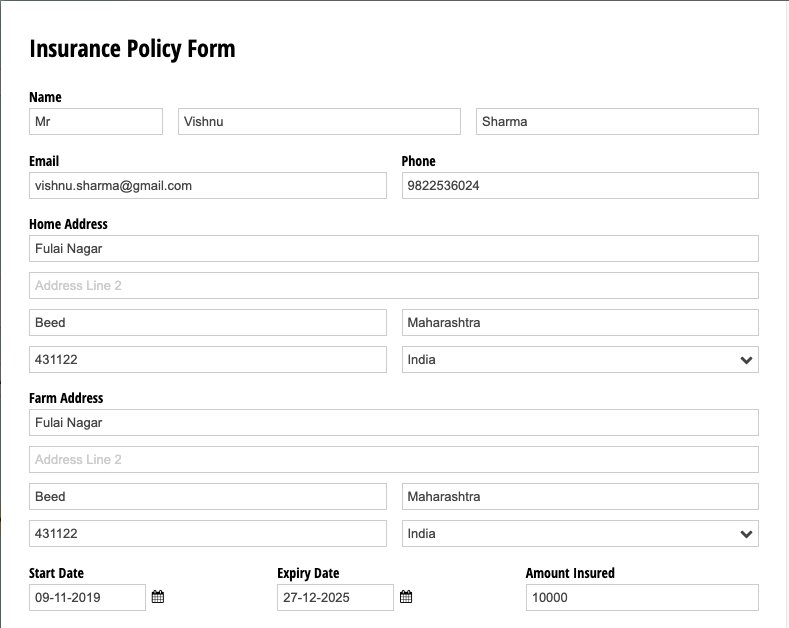 Insurance Policy Form
Name
Mr Vishnu Sharma
Email Phone
vishnu.sharma@gmail.com 9822536024
Home Address
Fulai Nagar
Address Line 2
Beed Maharashtra
431122 India
Farm Address
Fulai Nagar
Address Line 2
Beed Maharashtra
431122 India
Start Date Expiry Date Amount Insured
09-11-2019 27-12-2025 10000